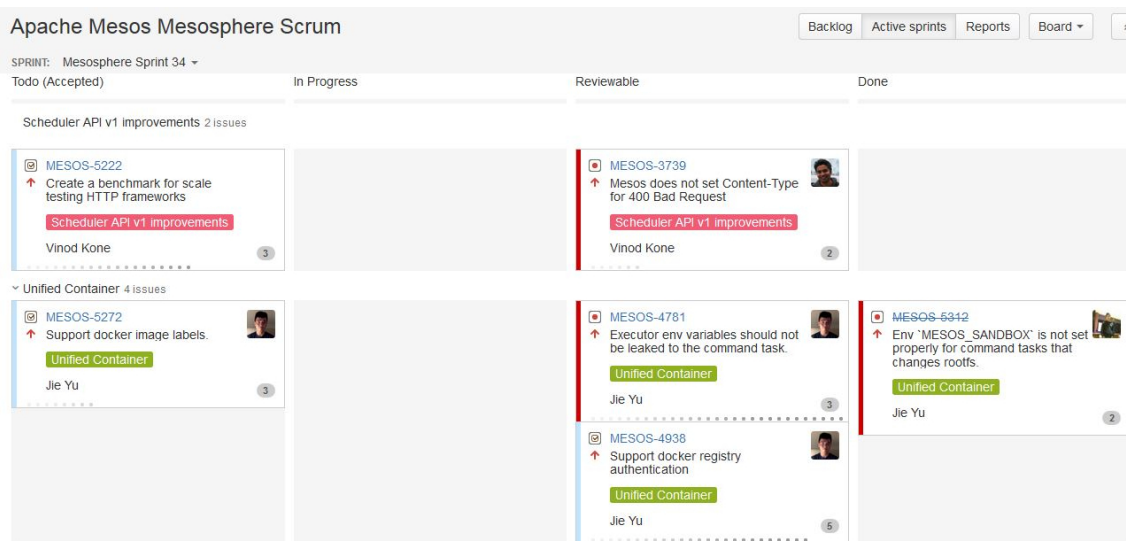 Apache Mesos Mesosphere Scrum
Backlog Active sprints Reports Board
SPRINT: Mesosphere Sprint 34
Todo (Accepted) In Progress Reviewable Done
Scheduler API v1 improvements 2 issues
MESOS-5222
Create a benchmark for scale
testing HTTP frameworks
Scheduler API v1 improvements
Vinod Kone
3
MESOS-3739
Mesos does not set Content-Type
for 400 Bad Request
Scheduler API v1 improvements
Vinod Kone
2
Unified Container 4 issues
MESOS-5272
Support docker image labels.
Unified Container
Jie Yu
3
MESOS-4781
Executor env variables should not
be leaked to the command task.
Unified Container
Jie Yu
3
MESOS-4938
Support docker registry
authentication
Unified Container
Jie Yu
5
MESOS-5312
Env `MESOS_SANDBOX` is not set
properly for command tasks that
changes rootfs.
Unified Container
Jie Yu
2